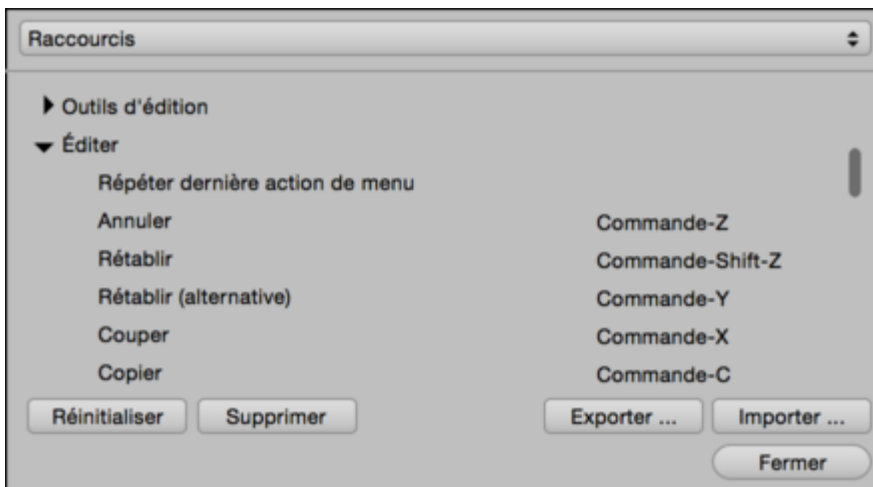 Raccourcis
Outils d'édition
Éditer
Répéter dernière action de menu
Annuler Commande-Z
Rétablir Commande-Shift-Z
Rétablir (alternative) Commande-Y
Couper Commande-X
Copier Commande-C
Réinitialiser Supprimer Exporter ... Importer ...
Fermer